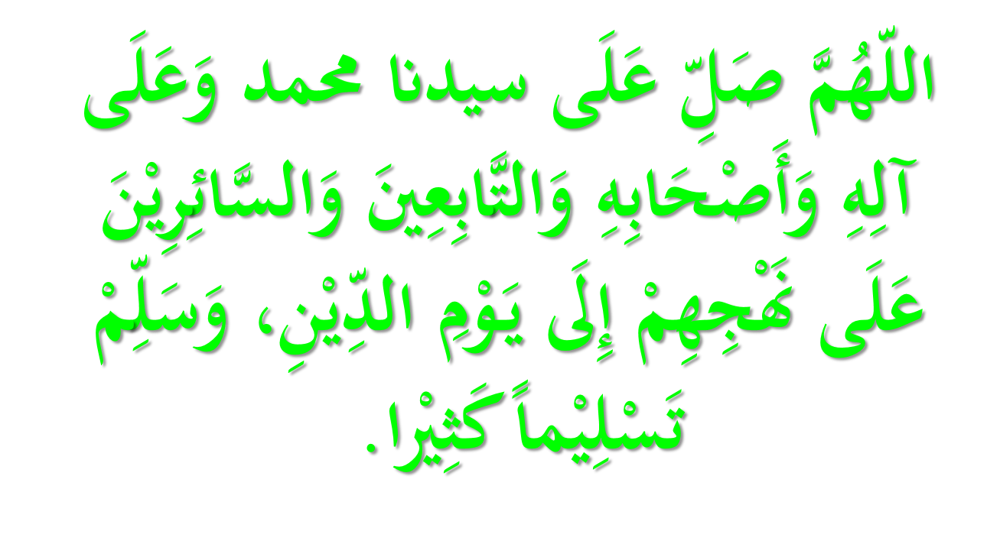 اللّهُمَّ صَلِّ عَلَى سيدنا محمد وَعَلَى
آلِهِ وَأَصْحَابِهِ وَالتَّابِعِينَ وَالسَّائِرِيْنَ
عَلَى نَهْجِهِمْ إِلَى يَوْمِ الدِّيْنِ، وَسَلِّمْ
تَسْلِيْماً كَثِيْرا.